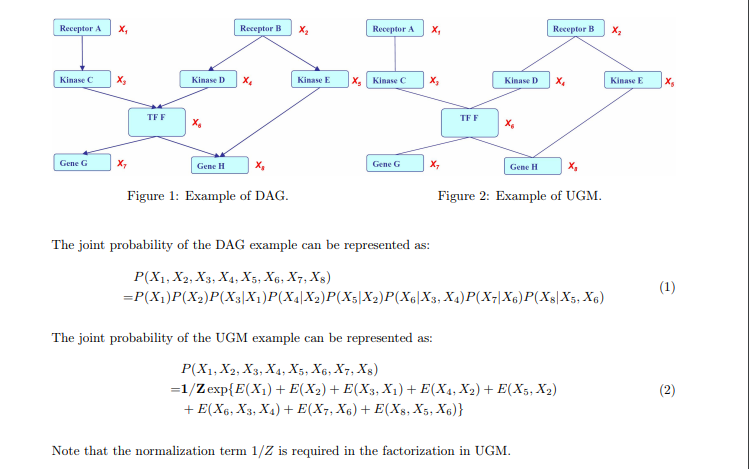 Receptor A X₁ Receptor B X₂ Receptor A X₁ Receptor B X₂
Kinase C X₃ Kinase D X₄ Kinase E X₅ Kinase C X₃ Kinase D X₄ Kinase E X₅
TF F X₆ TF F X₆
Gene G X₇ Gene H X₈ Gene G X₇ Gene H X₈
Figure 1: Example of DAG. Figure 2: Example of UGM.
The joint probability of the DAG example can be represented as:
P(X₁, X₂, X₃, X₄, X₅, X₆, X₇, X₈)
=P(X₁)P(X₂)P(X₃|X₁)P(X₄|X₂)P(X₅|X₂)P(X₆|X₃, X₄)P(X₇|X₆)P(X₈|X₅, X₆) (1)
The joint probability of the UGM example can be represented as:
P(X₁, X₂, X₃, X₄, X₅, X₆, X₇, X₈)
=1/Z exp{E(X₁) + E(X₂) + E(X₃, X₁) + E(X₄, X₂) + E(X₅, X₂) (2)
+ E(X₆, X₃, X₄) + E(X₇, X₆) + E(X₈, X₅, X₆)}
Note that the normalization term 1/Z is required in the factorization in UGM.